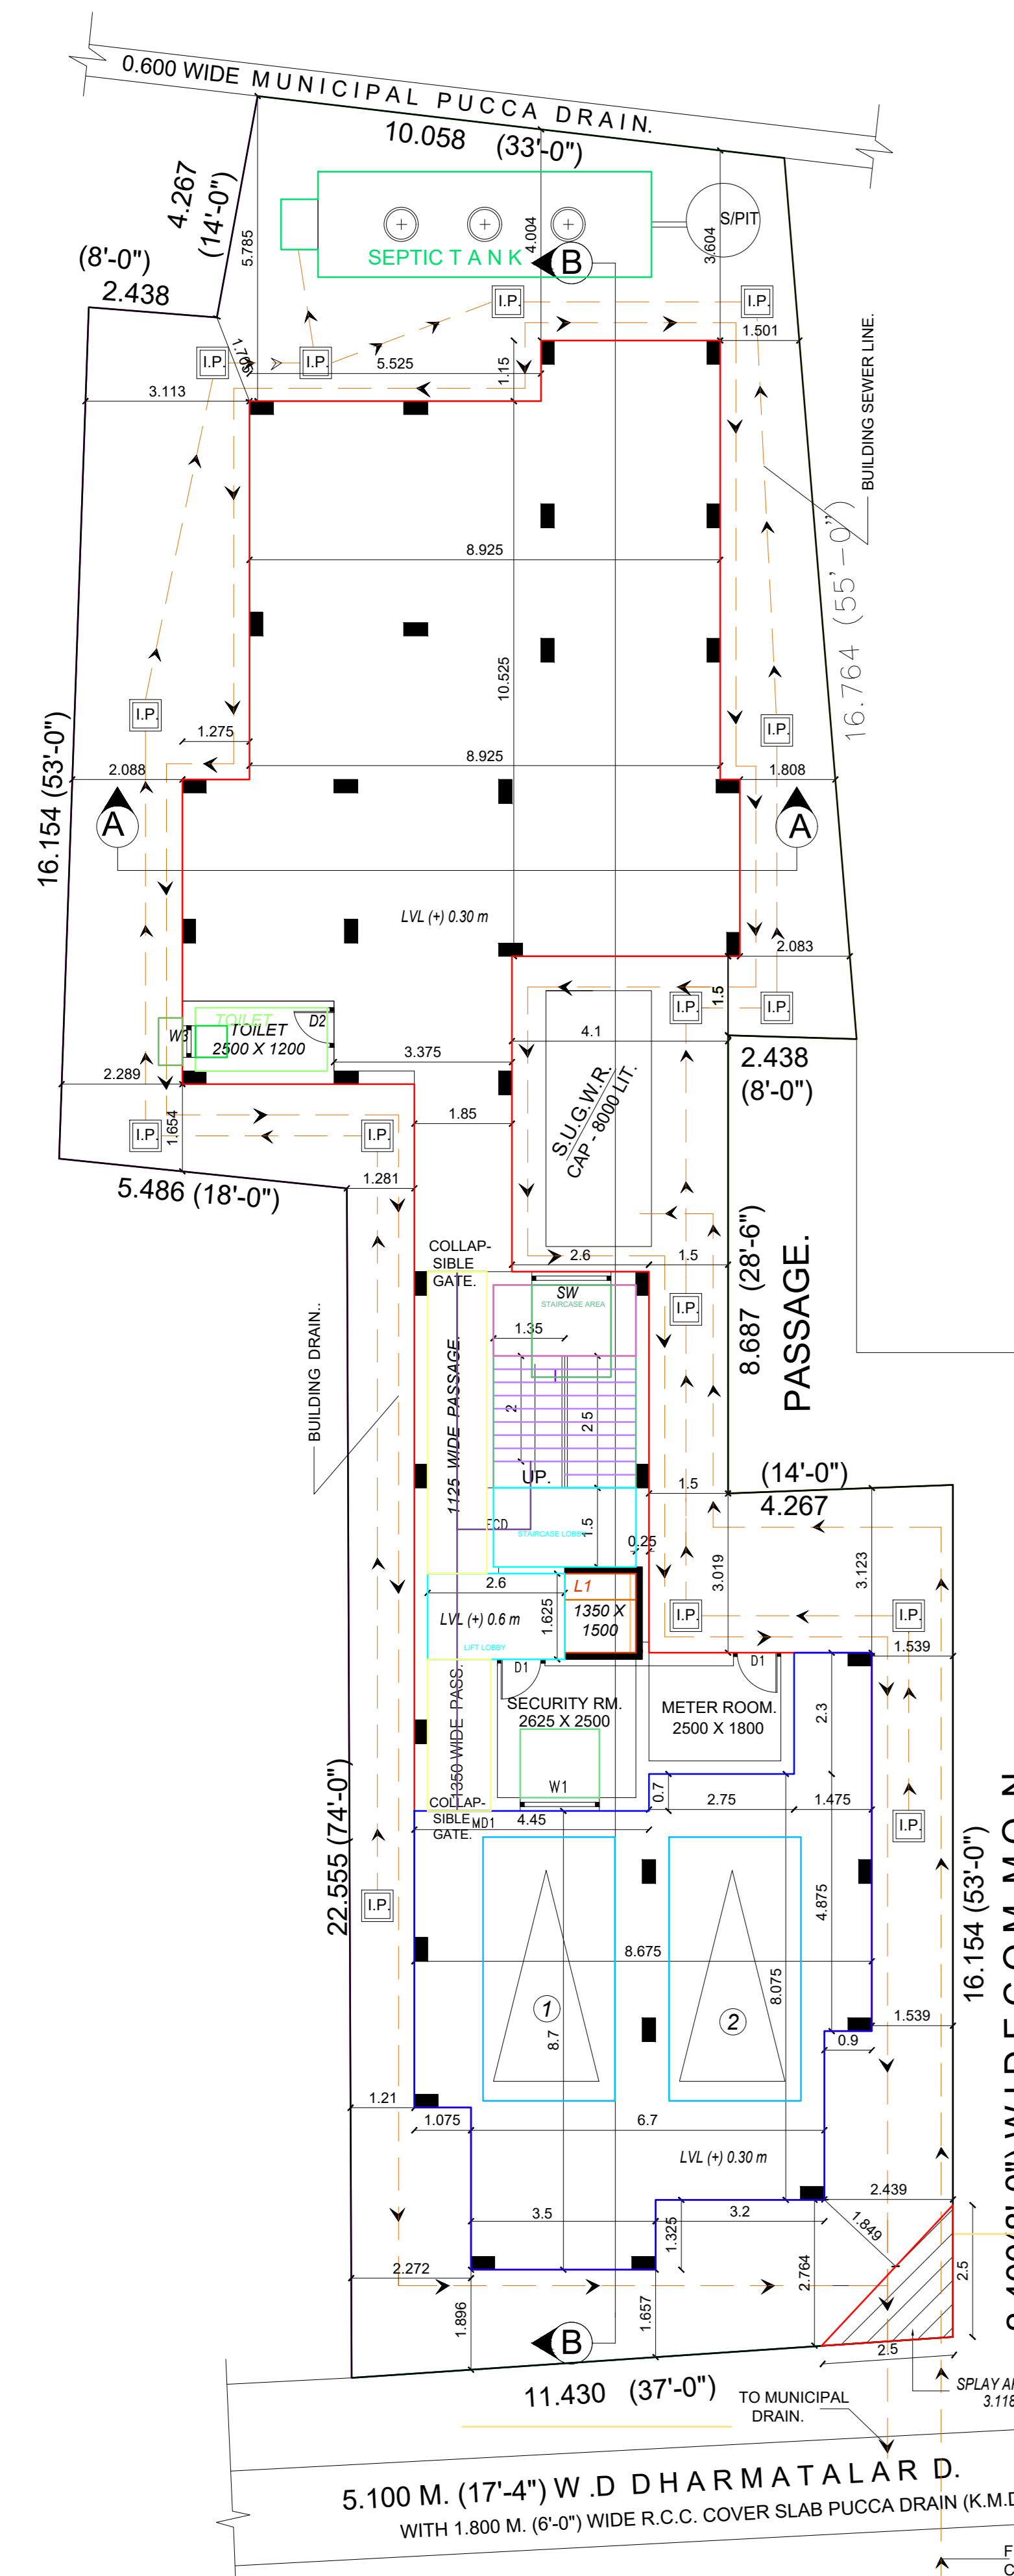 0.600 WIDE MUNICIPAL PUCCA DRAIN.
10.058 (33'-0")
4.267
(14'-0")
(8'-0")
2.438
5.785
4.004
3.604
S/PIT
SEPTIC TANK
B
I.P.
I.P.
I.P.
I.P.
1.501
1.705
5.525
1.15
3.113
BUILDING SEWER LINE.
8.925
16.764 (55'-0")
10.525
I.P.
I.P.
1.275
8.925
2.088
1.808
16.154 (53'-0")
A
A
LVL (+) 0.30 m
2.083
1.5
I.P.
I.P.
TOILET
W3
TOILET
D2
2500 X 1200
4.1
3.375
2.438
(8'-0")
2.289
1.654
1.85
S.U.G.W.R.
CAP - 8000 LIT.
I.P.
I.P.
1.281
5.486 (18'-0")
8.687 (28'-6")
PASSAGE.
COLLAP-
SIBLE
GATE.
2.6
1.5
SW
STAIRCASE AREA
I.P.
1.35
BUILDING DRAIN..
1125 WIDE PASSAGE.
2
2.5
UP.
1.5
(14'-0")
4.267
1.5
STAIRCASE LOBBY
0.25
3.019
3.123
2.6
L1
1350 X
1500
LVL (+) 0.6 m
1.625
LIFT LOBBY
I.P.
I.P.
1.539
D1
D1
1350 WIDE PASS.
SECURITY RM.
2625 X 2500
METER ROOM.
2500 X 1800
2.3
W1
0.7
2.75
1.475
COLLAP-
SIBLE
GATE.
MD1
4.45
I.P.
22.555 (74'-0")
I.P.
4.875
16.154 (53'-0")
8.675
8.075
1
2
8.7
1.539
0.9
1.21
1.075
6.7
LVL (+) 0.30 m
2.439
3.5
3.2
1.325
1.849
2.764
2.5
2.272
1.896
1.657
B
2.5
11.430 (37'-0")
TO MUNICIPAL
DRAIN.
3.118
5.100 M. (17'-4") W.D DHARMATALA RD.
WITH 1.800 M. (6'-0") WIDE R.C.C. COVER SLAB PUCCA DRAIN